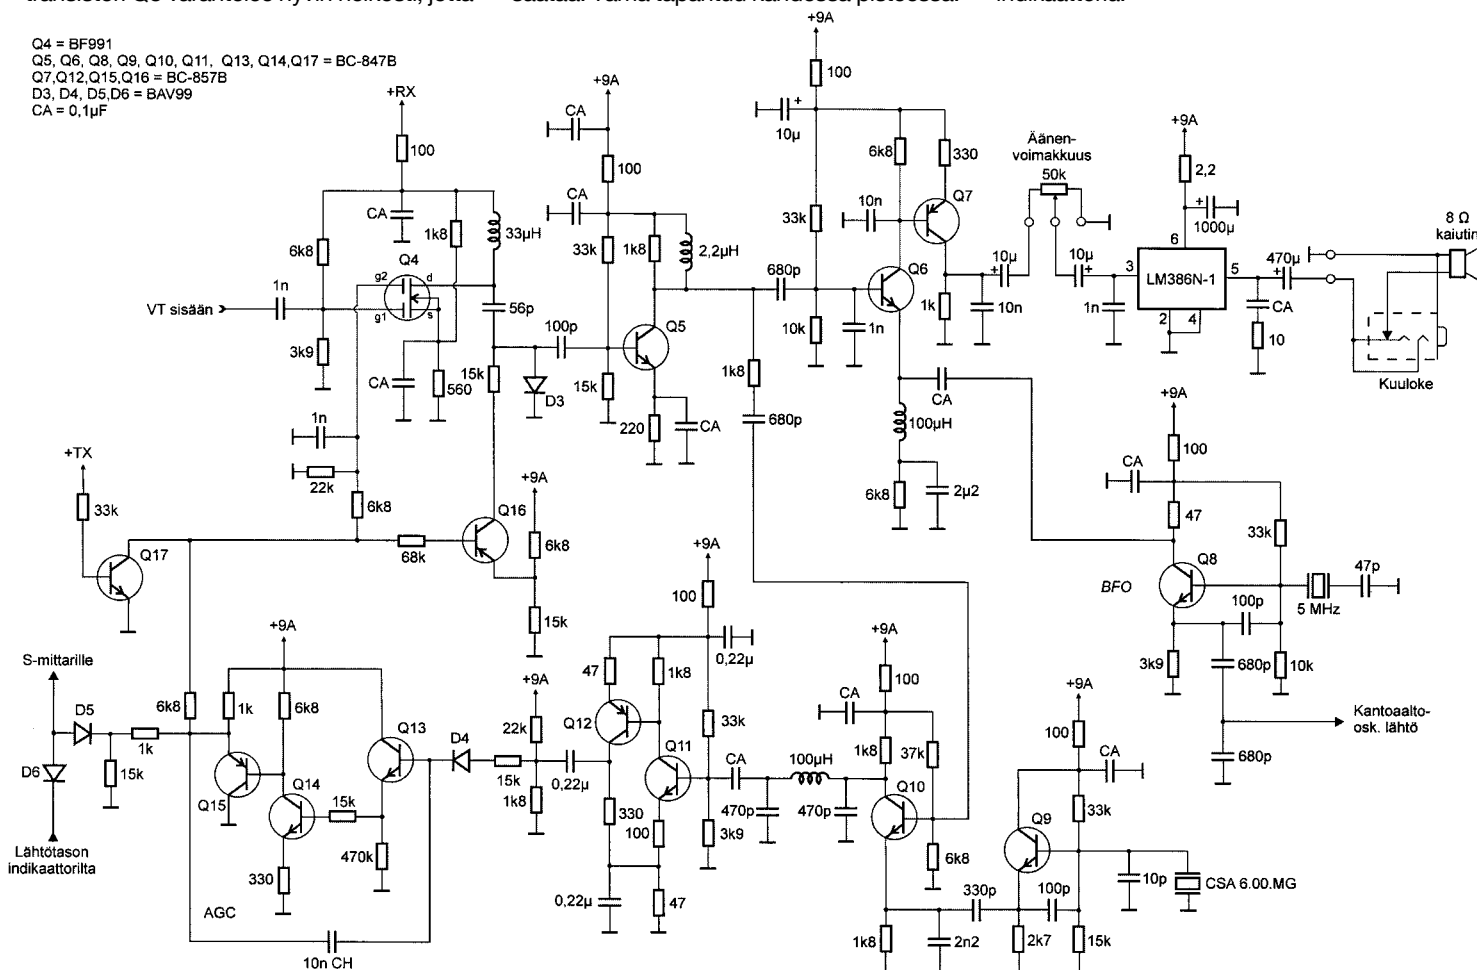 Q4 = BF991
Q5, Q6, Q8, Q9, Q10, Q11, Q13, Q14,Q17 = BC-847B
Q7,Q12,Q15,Q16 = BC-857B
D3, D4, D5,D6 = BAV99
CA = 0,1µF
+RX
100
CA
6k8
1k8
33µH
Q4
g2
d
g1
s
VT sisään
1n
3k9
CA
560
56p
15k
100p
D3
+9A
CA
100
CA
33k
1k8
2,2µH
Q5
15k
220
CA
+9A
100
+
10µ
6k8
330
Q7
10n
33k
680p
Q6
10k
1n
1k
10n
10µ
+
Äänen-
voimakkuus
50k
10µ
+
1n
+9A
2,2
+
1000µ
6
3
LM386N-1
5
2
4
470µ
+
CA
10
8 Ω
kaiutin
Kuuloke
1k8
680p
CA
100µH
6k8
2µ2
+9A
100
CA
47
33k
Q8
BFO
5 MHz
47p
100p
3k9
680p
10k
680p
Kantoaalto-
osk. lähtö
1n
22k
6k8
+TX
33k
Q17
68k
Q16
+9A
6k8
15k
S-mittarille
D5
D6
15k
1k
Lähtötason
indikaattorilta
+9A
6k8
1k
6k8
Q13
Q15
Q14
15k
470k
330
AGC
10n CH
D4
15k
+9A
22k
1k8
0,22µ
+9A
100
0,22µ
47
1k8
Q12
Q11
33k
330
100
3k9
0,22µ
47
CA
100µH
470p
470p
+9A
100
CA
1k8
37k
Q10
6k8
1k8
2n2
330p
+9A
100
CA
33k
Q9
100p
10p
CSA 6.00.MG
2k7
15k